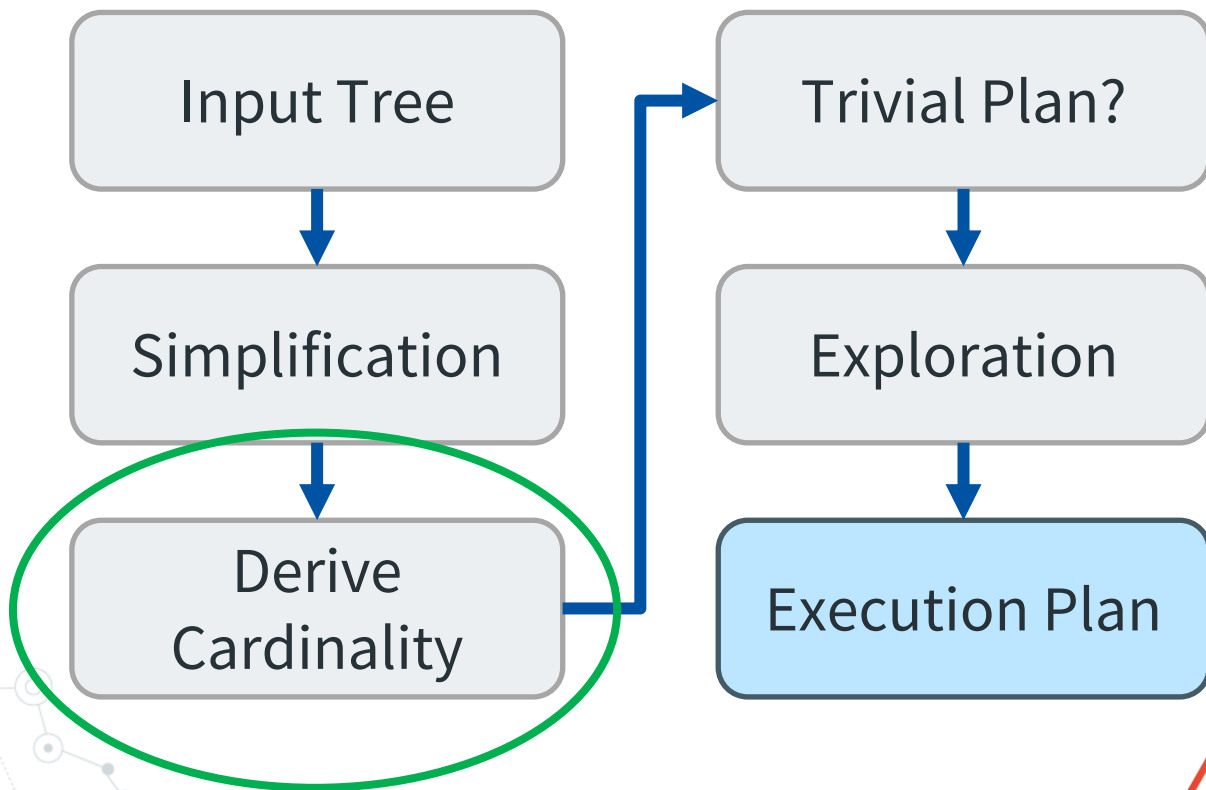 Input Tree
Simplification
Derive
Cardinality
Trivial Plan?
Exploration
Execution Plan